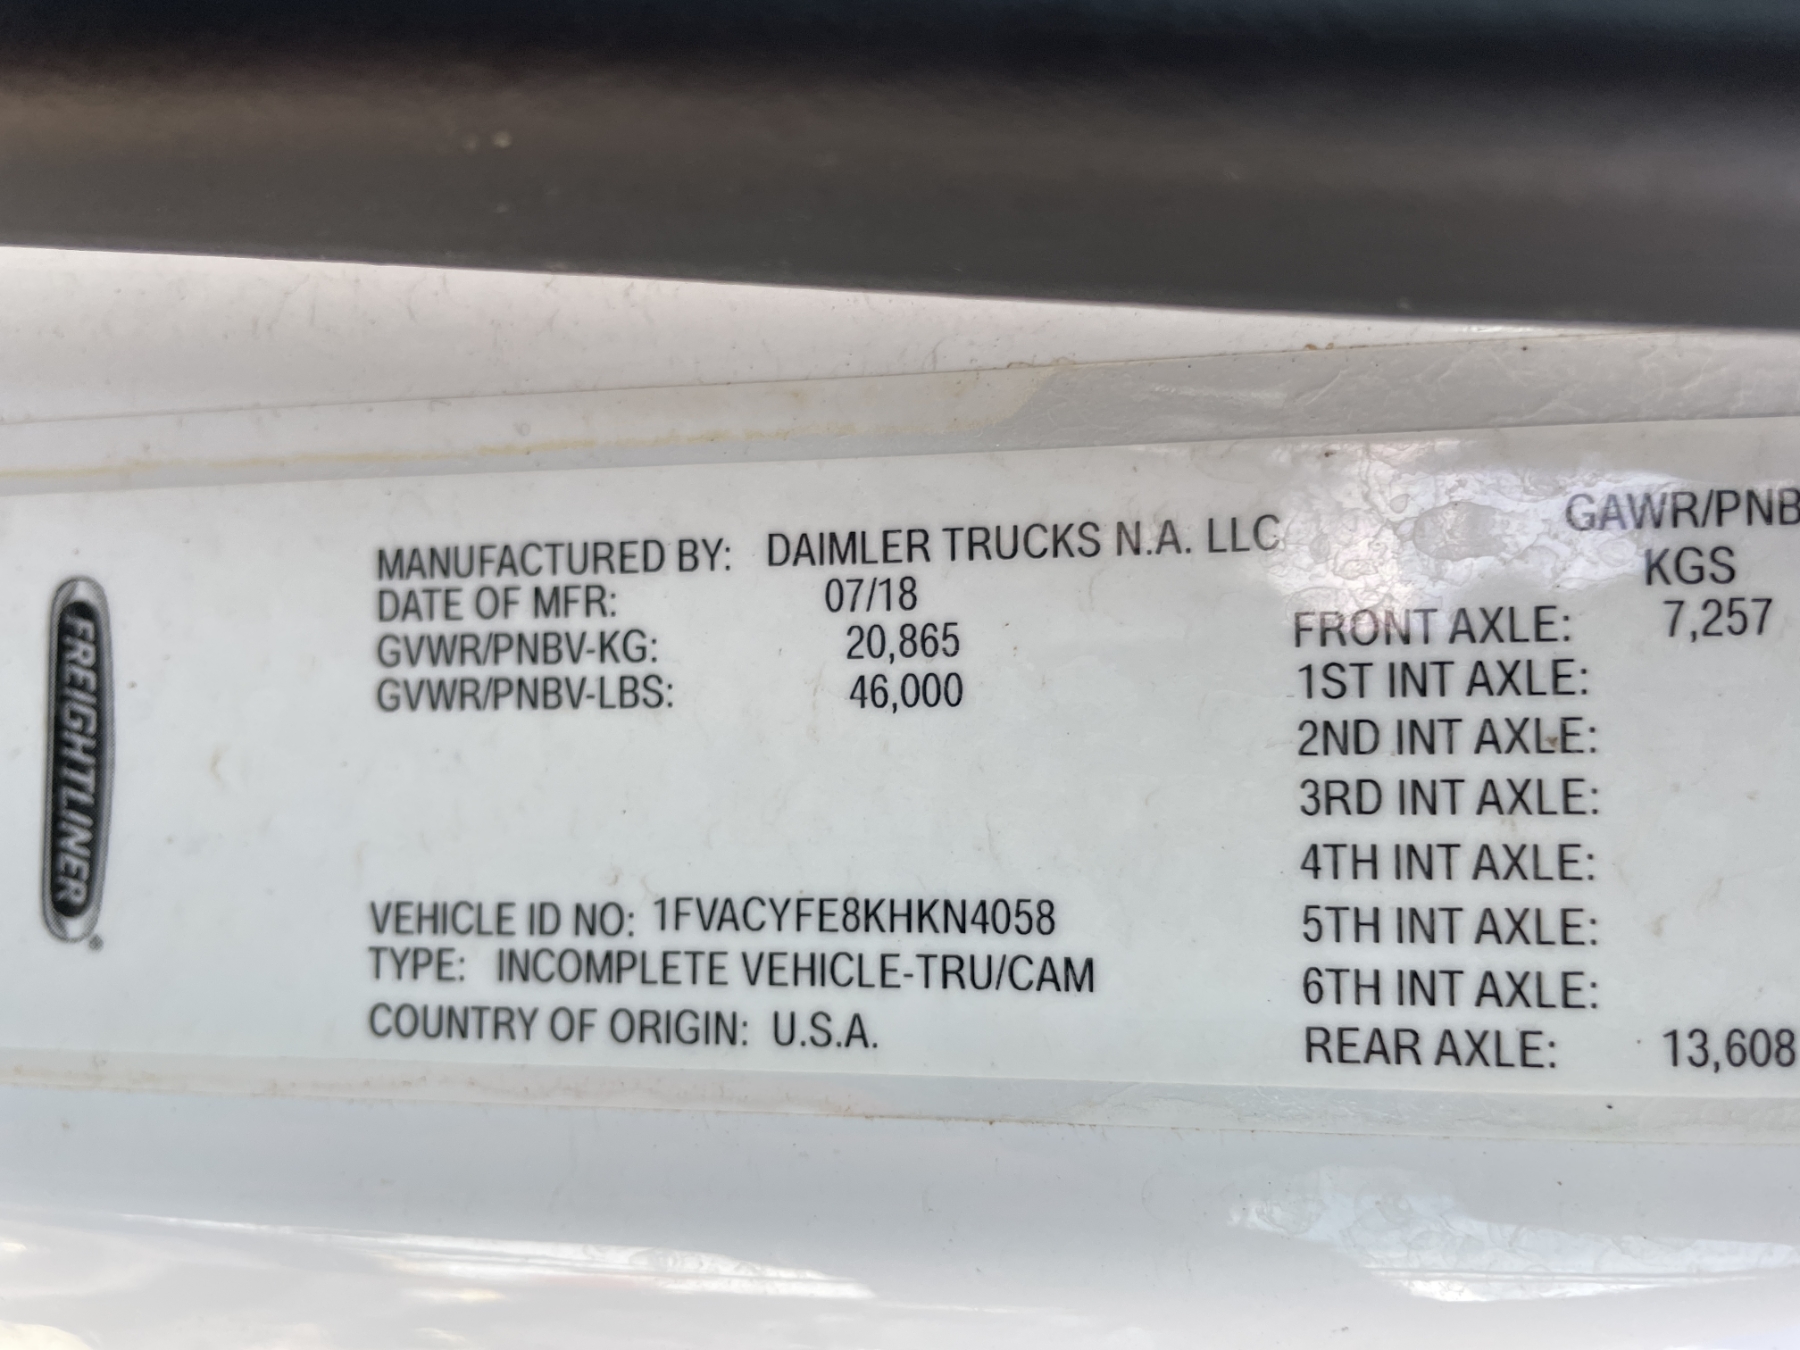 FREIGHTLINER
MANUFACTURED BY: DAIMLER TRUCKS N.A. LLC
DATE OF MFR: 07/18
GVWR/PNBV-KG: 20,865
GVWR/PNBV-LBS: 46,000
VEHICLE ID NO: 1FVACYFE8KHKN4058
TYPE: INCOMPLETE VEHICLE-TRU/CAM
COUNTRY OF ORIGIN: U.S.A.
GAWR/PNB
KGS
FRONT AXLE: 7,257
1ST INT AXLE:
2ND INT AXLE:
3RD INT AXLE:
4TH INT AXLE:
5TH INT AXLE:
6TH INT AXLE:
REAR AXLE: 13,608